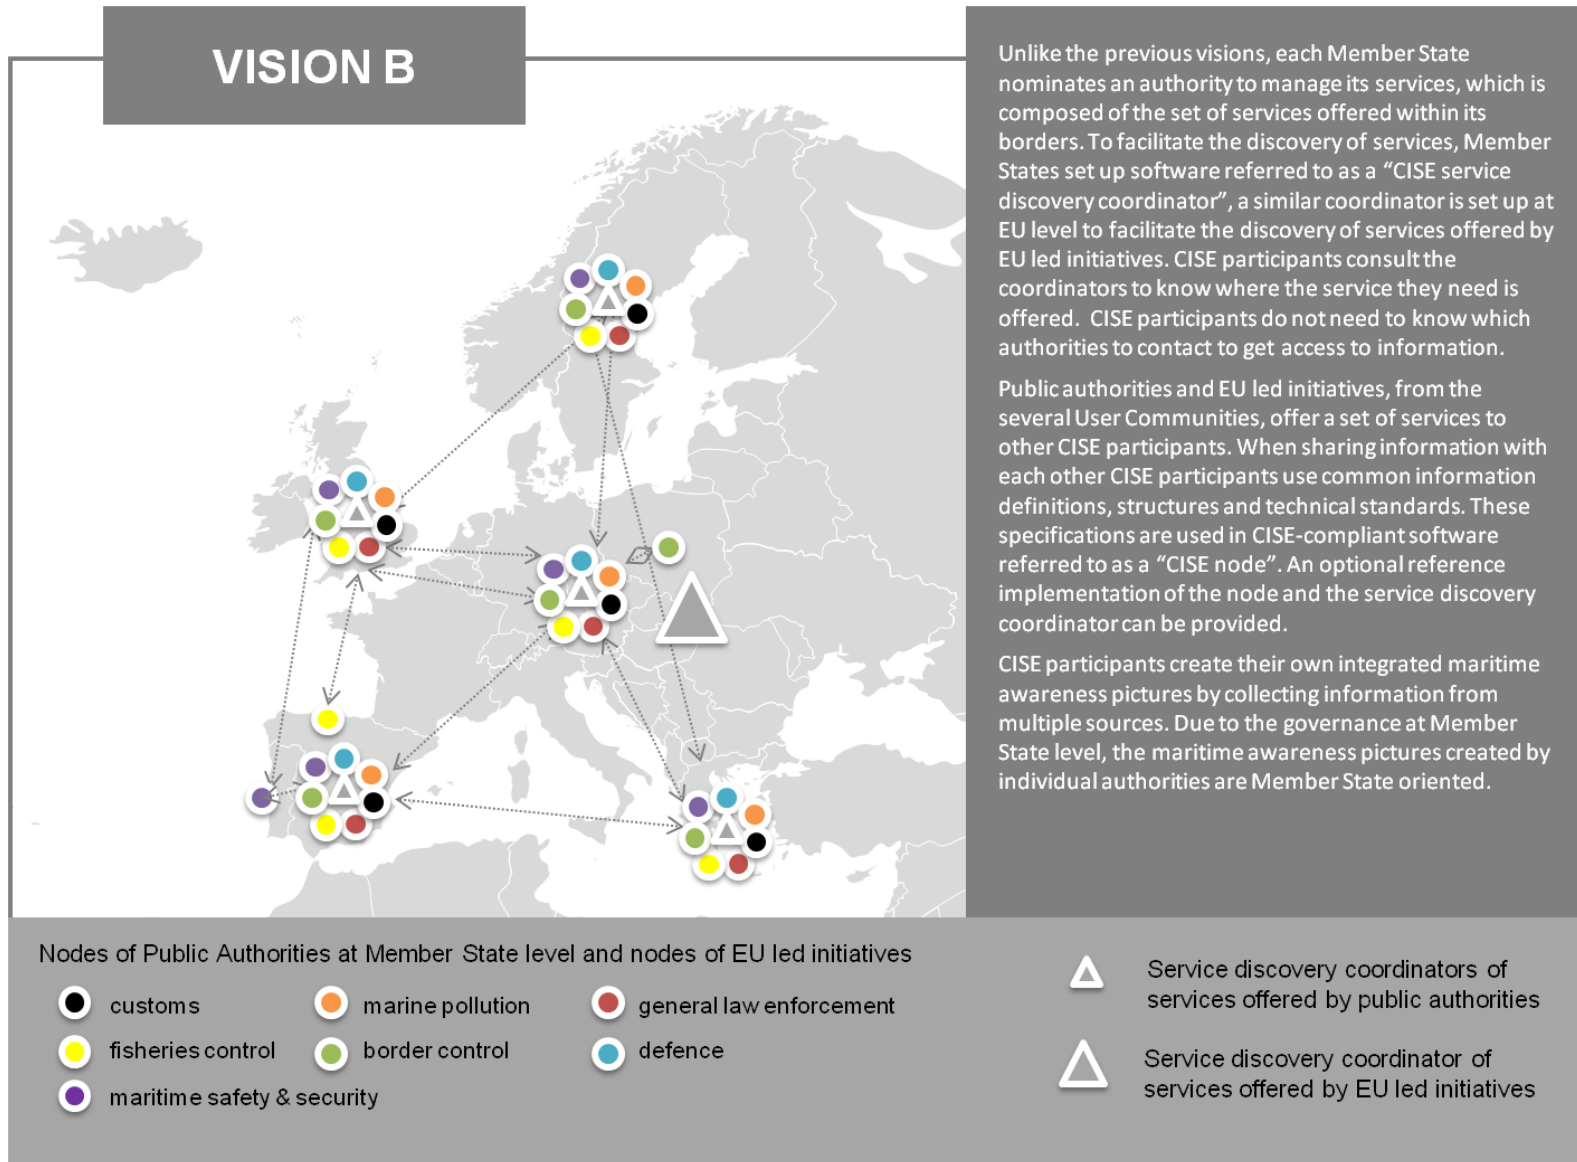 VISION B
Unlike the previous visions, each Member State
nominates an authority to manage its services, which is
composed of the set of services offered within its
borders. To facilitate the discovery of services, Member
States set up software referred to as a “CISE service
discovery coordinator”, a similar coordinator is set up at
EU level to facilitate the discovery of services offered by
EU led initiatives. CISE participants consult the
coordinators to know where the service they need is
offered. CISE participants do not need to know which
authorities to contact to get access to information.
Public authorities and EU led initiatives, from the
several User Communities, offer a set of services to
other CISE participants. When sharing information with
each other CISE participants use common information
definitions, structures and technical standards. These
specifications are used in CISE-compliant software
referred to as a “CISE node”. An optional reference
implementation of the node and the service discovery
coordinator can be provided.
CISE participants create their own integrated maritime
awareness pictures by collecting information from
multiple sources. Due to the governance at Member
State level, the maritime awareness pictures created by
individual authorities are Member State oriented.
Nodes of Public Authorities at Member State level and nodes of EU led initiatives
customs
marine pollution
general law enforcement
fisheries control
border control
defence
maritime safety & security
Service discovery coordinators of
services offered by public authorities
Service discovery coordinator of
services offered by EU led initiatives